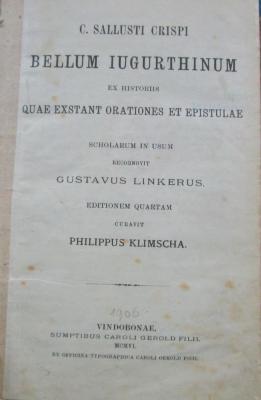 C. SALLUSTI CRISPI
BELLUM IUGURTHINUM
EX HISTORIIS
QUAE EXSTANT ORATIONES ET EPISTULAE
SCHOLARUM IN USUM
RECOGNOVIT
GUSTAVUS LINKERUS.
EDITIONEM QUARTAM
CURAVIT
PHILIPPUS KLIMSCHA.
1906
VINDOBONAE,
SUMPTIBUS CAROLI GEROLD FILII.
MCMVI.
EX OFFICINA TYPOGRAPHICA CAROLI GEROLD FILII.